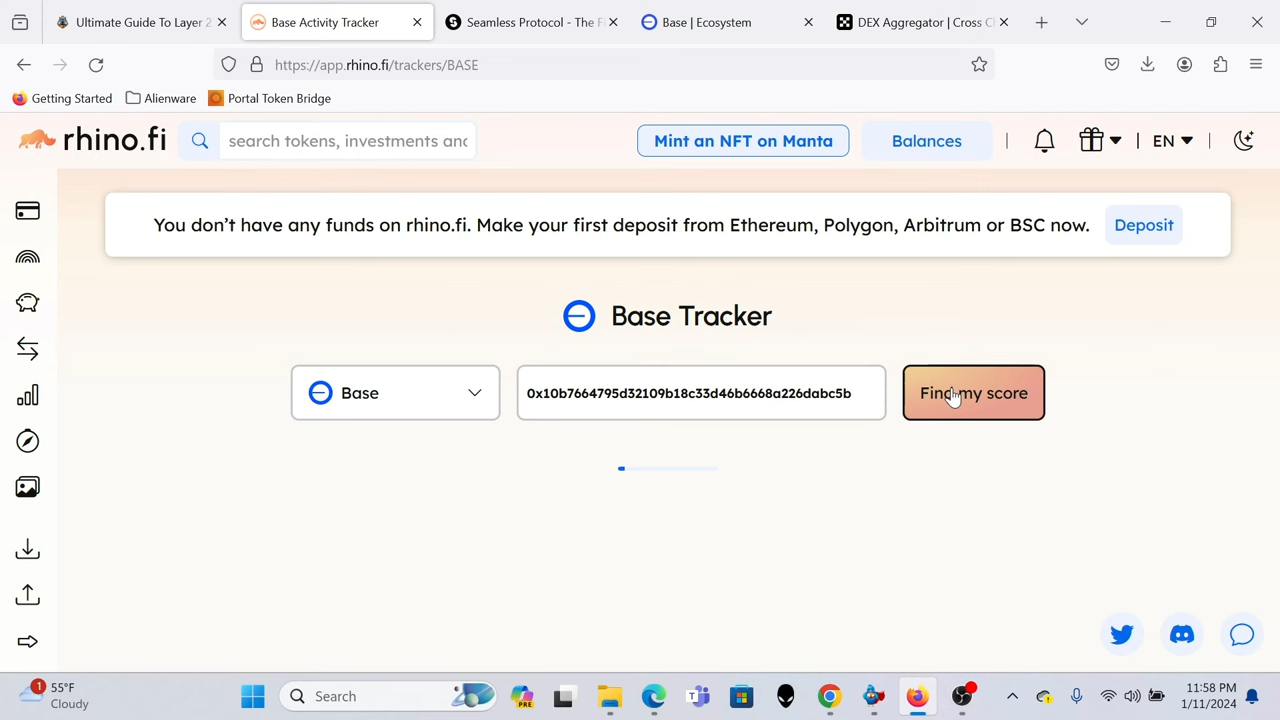 Ultimate Guide To Layer 2
Base Activity Tracker
Seamless Protocol - The Fi
Base | Ecosystem
DEX Aggregator | Cross C
https://app.rhino.fi/trackers/BASE
Getting Started
Alienware
Portal Token Bridge
rhino.fi
search tokens, investments and
Mint an NFT on Manta
Balances
EN
You don’t have any funds on rhino.fi. Make your first deposit from Ethereum, Polygon, Arbitrum or BSC now.
Deposit
Base Tracker
Base
0x10b7664795d32109b18c33d46b6668a226dabc5b
Find my score
1
55°F
Cloudy
Search
PRE
11:58 PM
1/11/2024